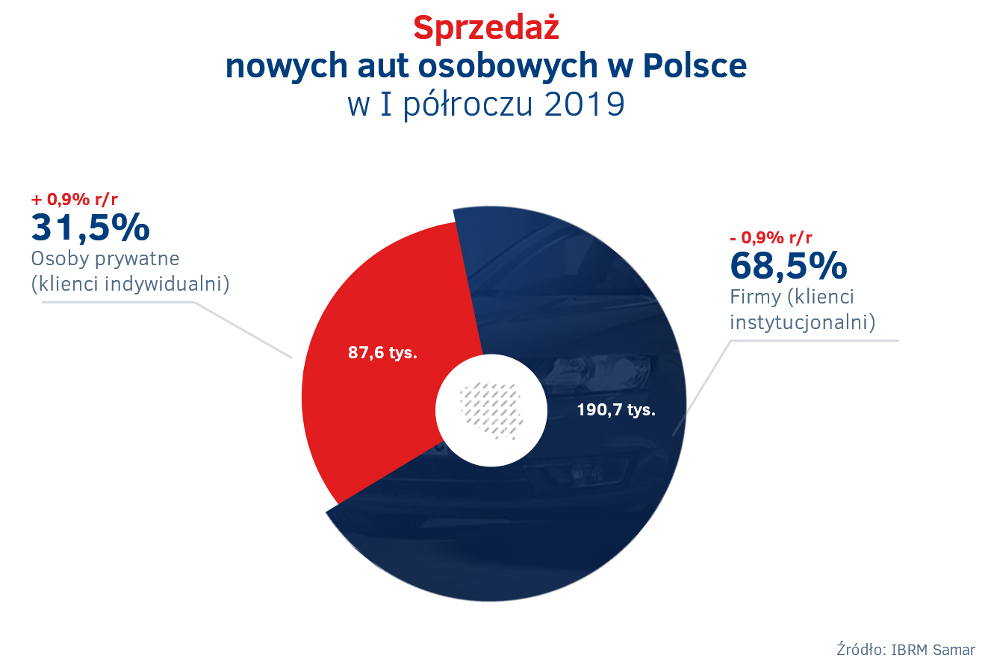 Sprzedaż
nowych aut osobowych w Polsce
w I półroczu 2019
+ 0,9% r/r
31,5%
Osoby prywatne
(klienci indywidualni)
- 0,9% r/r
68,5%
Firmy (klienci
instytucjonalni)
87,6 tys.
190,7 tys.
Źródło: IBRM Samar